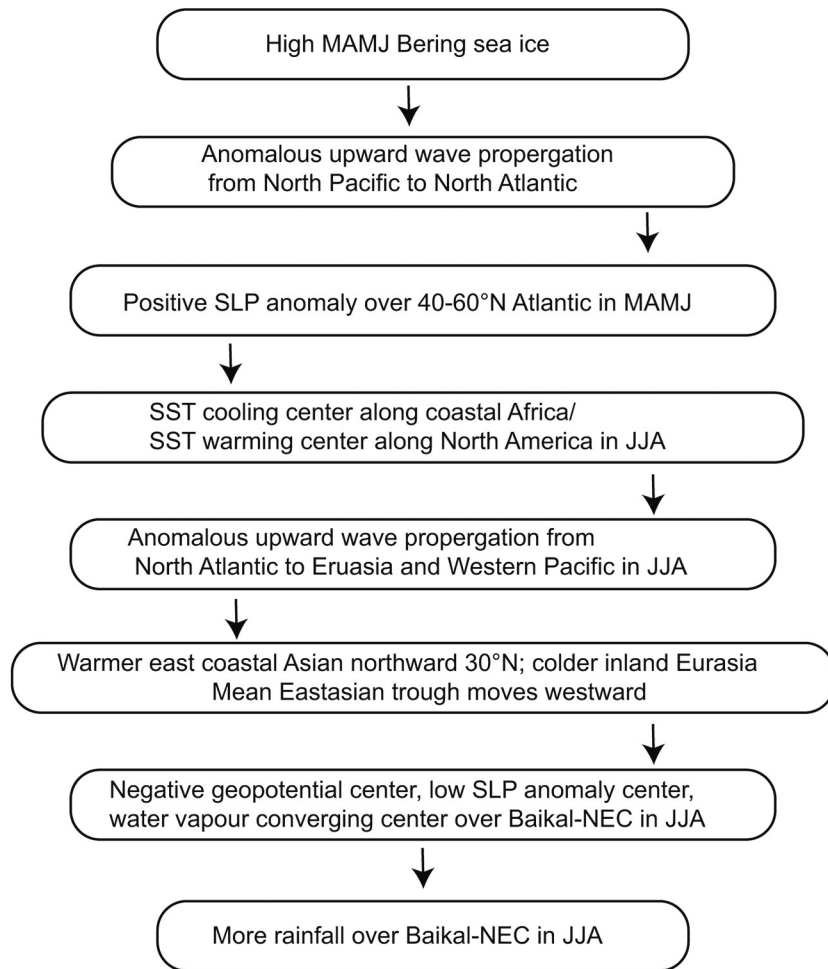 High MAMJ Bering sea ice
Anomalous upward wave propergation
from North Pacific to North Atlantic
Positive SLP anomaly over 40-60°N Atlantic in MAMJ
SST cooling center along coastal Africa/
SST warming center along North America in JJA
Anomalous upward wave propergation from
North Atlantic to Eruasia and Western Pacific in JJA
Warmer east coastal Asian northward 30°N; colder inland Eurasia
Mean Eastasian trough moves westward
Negative geopotential center, low SLP anomaly center,
water vapour converging center over Baikal-NEC in JJA
More rainfall over Baikal-NEC in JJA